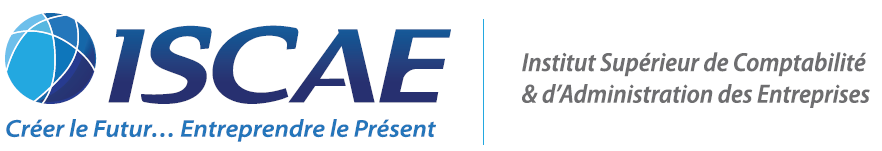 ISCAE
Créer le Futur... Entreprendre le Présent
Institut Supérieur de Comptabilité
& d'Administration des Entreprises